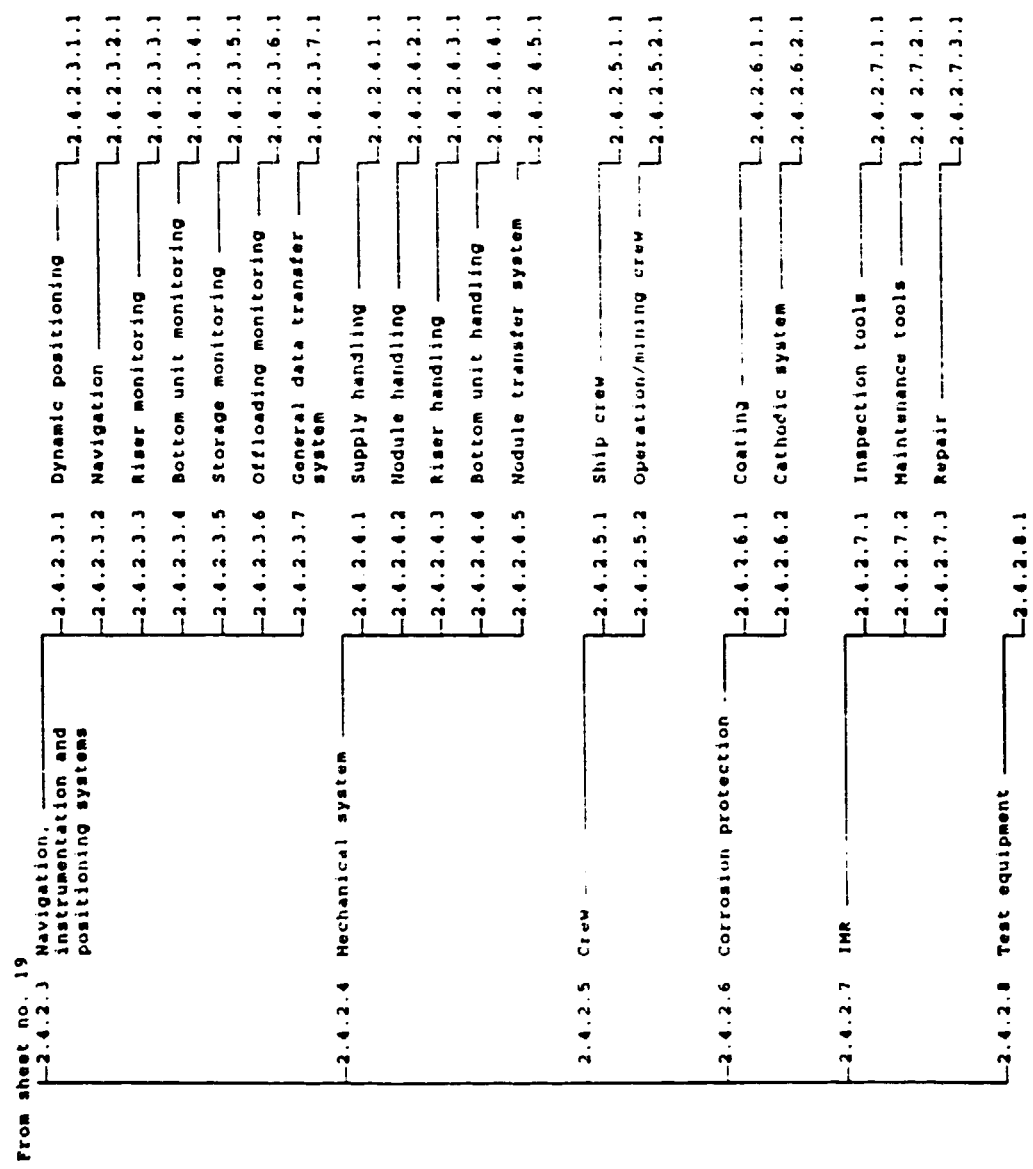 From sheet no. 19
2.4.2.3 Navigation,
instrumentation and
positioning systems
2.4.2.3.1 Dynamic positioning 2.4.2.3.1.1
2.4.2.3.2 Navigation 2.4.2.3.2.1
2.4.2.3.3 Riser monitoring 2.4.2.3.3.1
2.4.2.3.4 Bottom unit monitoring 2.4.2.3.4.1
2.4.2.3.5 Storage monitoring 2.4.2.3.5.1
2.4.2.3.6 Offloading monitoring 2.4.2.3.6.1
2.4.2.3.7 General data transfer 2.4.2.3.7.1
system
2.4.2.4 Mechanical system
2.4.2.4.1 Supply handling 2.4.2.4.1.1
2.4.2.4.2 Nodule handling 2.4.2.4.2.1
2.4.2.4.3 Riser handling 2.4.2.4.3.1
2.4.2.4.4 Bottom unit handling 2.4.2.4.4.1
2.4.2.4.5 Nodule transfer system 2.4.2 4.5.1
2.4.2.5 Crew
2.4.2.5.1 Ship crew 2.4.2.5.1.1
2.4.2.5.2 Operation/mining crew 2.4.2.5.2.1
2.4.2.6 Corrosion protection
2.4.2.6.1 Coating 2.4.2.6.1.1
2.4.2.6.2 Cathodic system 2.4.2.6.2.1
2.4.2.7 IMR
2.4.2.7.1 Inspection tools 2.4.2.7.1.1
2.4.2.7.2 Maintenance tools 2.4 2.7.2.1
2.4.2.7.3 Repair 2.4.2.7.3.1
2.4.2.8 Test equipment 2.4.2.8.1